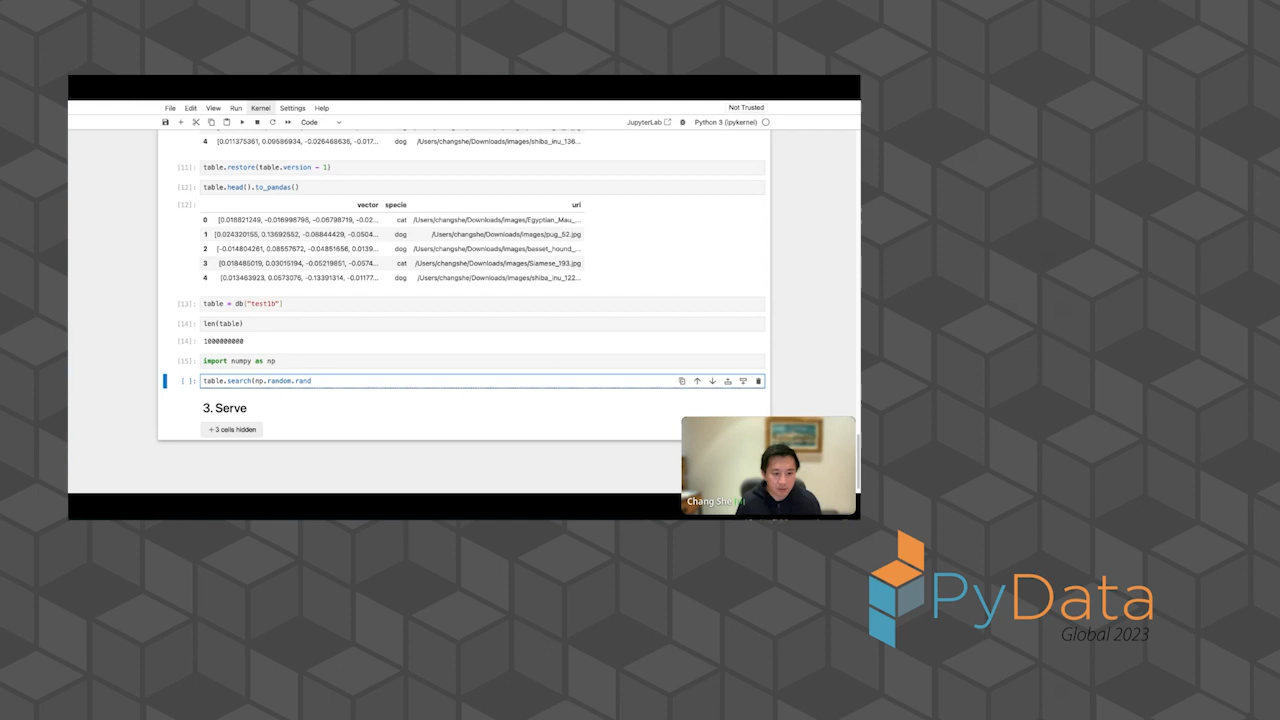 File Edit View Run Kernel Settings Help Not Trusted
Code JupyterLab Python 3 (ipykernel)
4 [0.011375361, 0.09586934, -0.026468636, -0.017... dog /Users/changshe/Downloads/images/shiba_inu_136...
[11]: table.restore(table.version - 1)
[12]: table.head().to_pandas()
[12]: vector specie uri
0 [0.018821249, -0.016998798, -0.06798719, -0.02... cat /Users/changshe/Downloads/images/Egyptian_Mau_...
1 [0.024320155, 0.13692552, -0.08844429, -0.0504... dog /Users/changshe/Downloads/images/pug_52.jpg
2 [-0.014804261, 0.08557672, -0.04851656, 0.0139... dog /Users/changshe/Downloads/images/basset_hound_...
3 [0.018485019, 0.03015194, -0.05219851, -0.0574... cat /Users/changshe/Downloads/images/Siamese_193.jpg
4 [0.013463923, 0.0573076, -0.13391314, -0.01177... dog /Users/changshe/Downloads/images/shiba_inu_122...
[13]: table = db["test1b"]
[14]: len(table)
[14]: 1000000000
[15]: import numpy as np
[ ]: table.search(np.random.rand
3. Serve
+ 3 cells hidden
Chang She
PyData
Global 2023